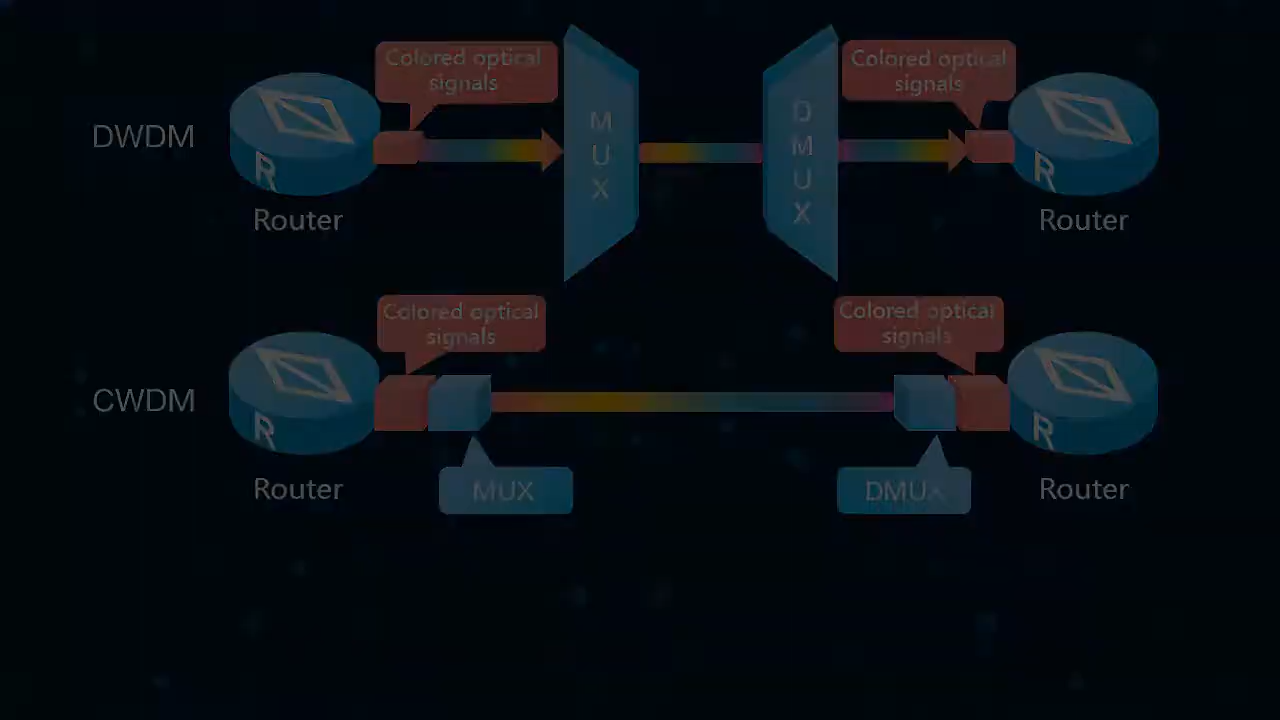 Colored optical
signals
Colored optical
signals
DWDM
MUX
DMUX
R
R
Router
Router
Colored optical
signals
Colored optical
signals
CWDM
R
R
Router
MUX
DMUX
Router